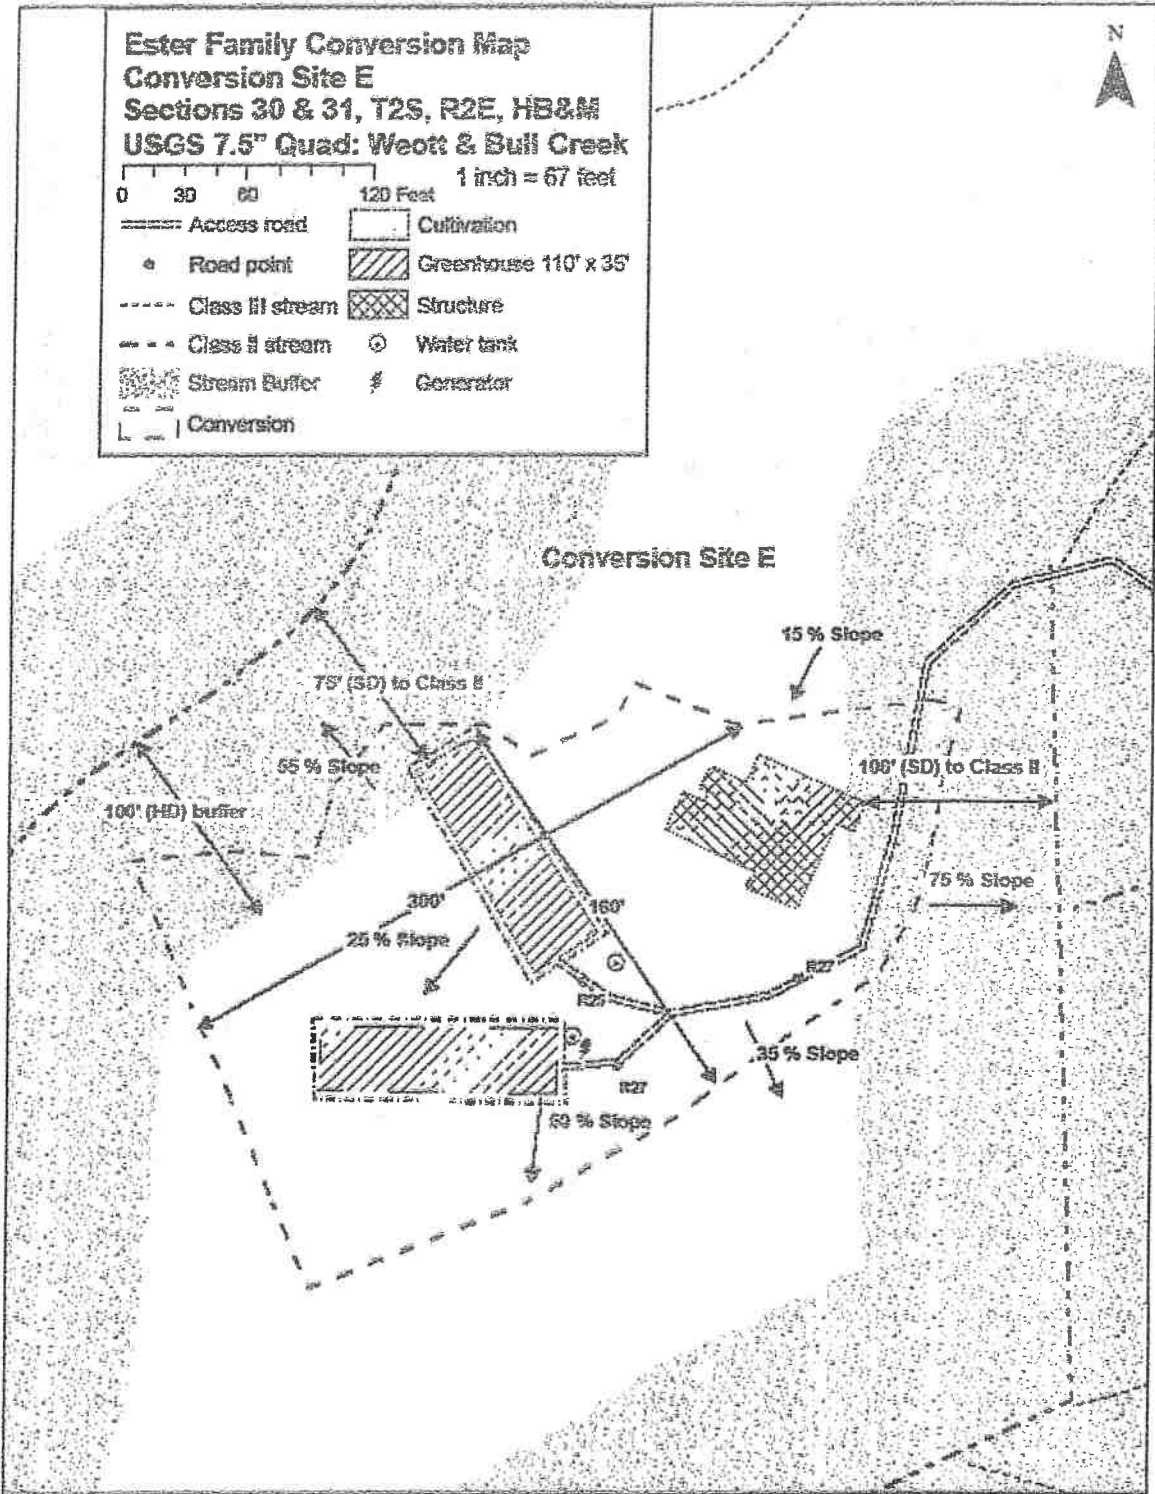 N
Ester Family Conversion Map
Conversion Site E
Sections 30 & 31, T2S, R2E, HB&M
USGS 7.5" Quad: Weott & Bull Creek
1 inch = 67 feet
0 30 60 120 Feet
Access road
Cultivation
Road point
Greenhouse 110' x 35'
Class III stream
Structure
Class II stream
Water tank
Stream Buffer
Generator
Conversion
Conversion Site E
15 % Slope
75' (SD) to Class II
55 % Slope
100' (SD) to Class II
100' (HD) buffer
75 % Slope
300'
160'
25 % Slope
R27
35 % Slope
R27
50 % Slope